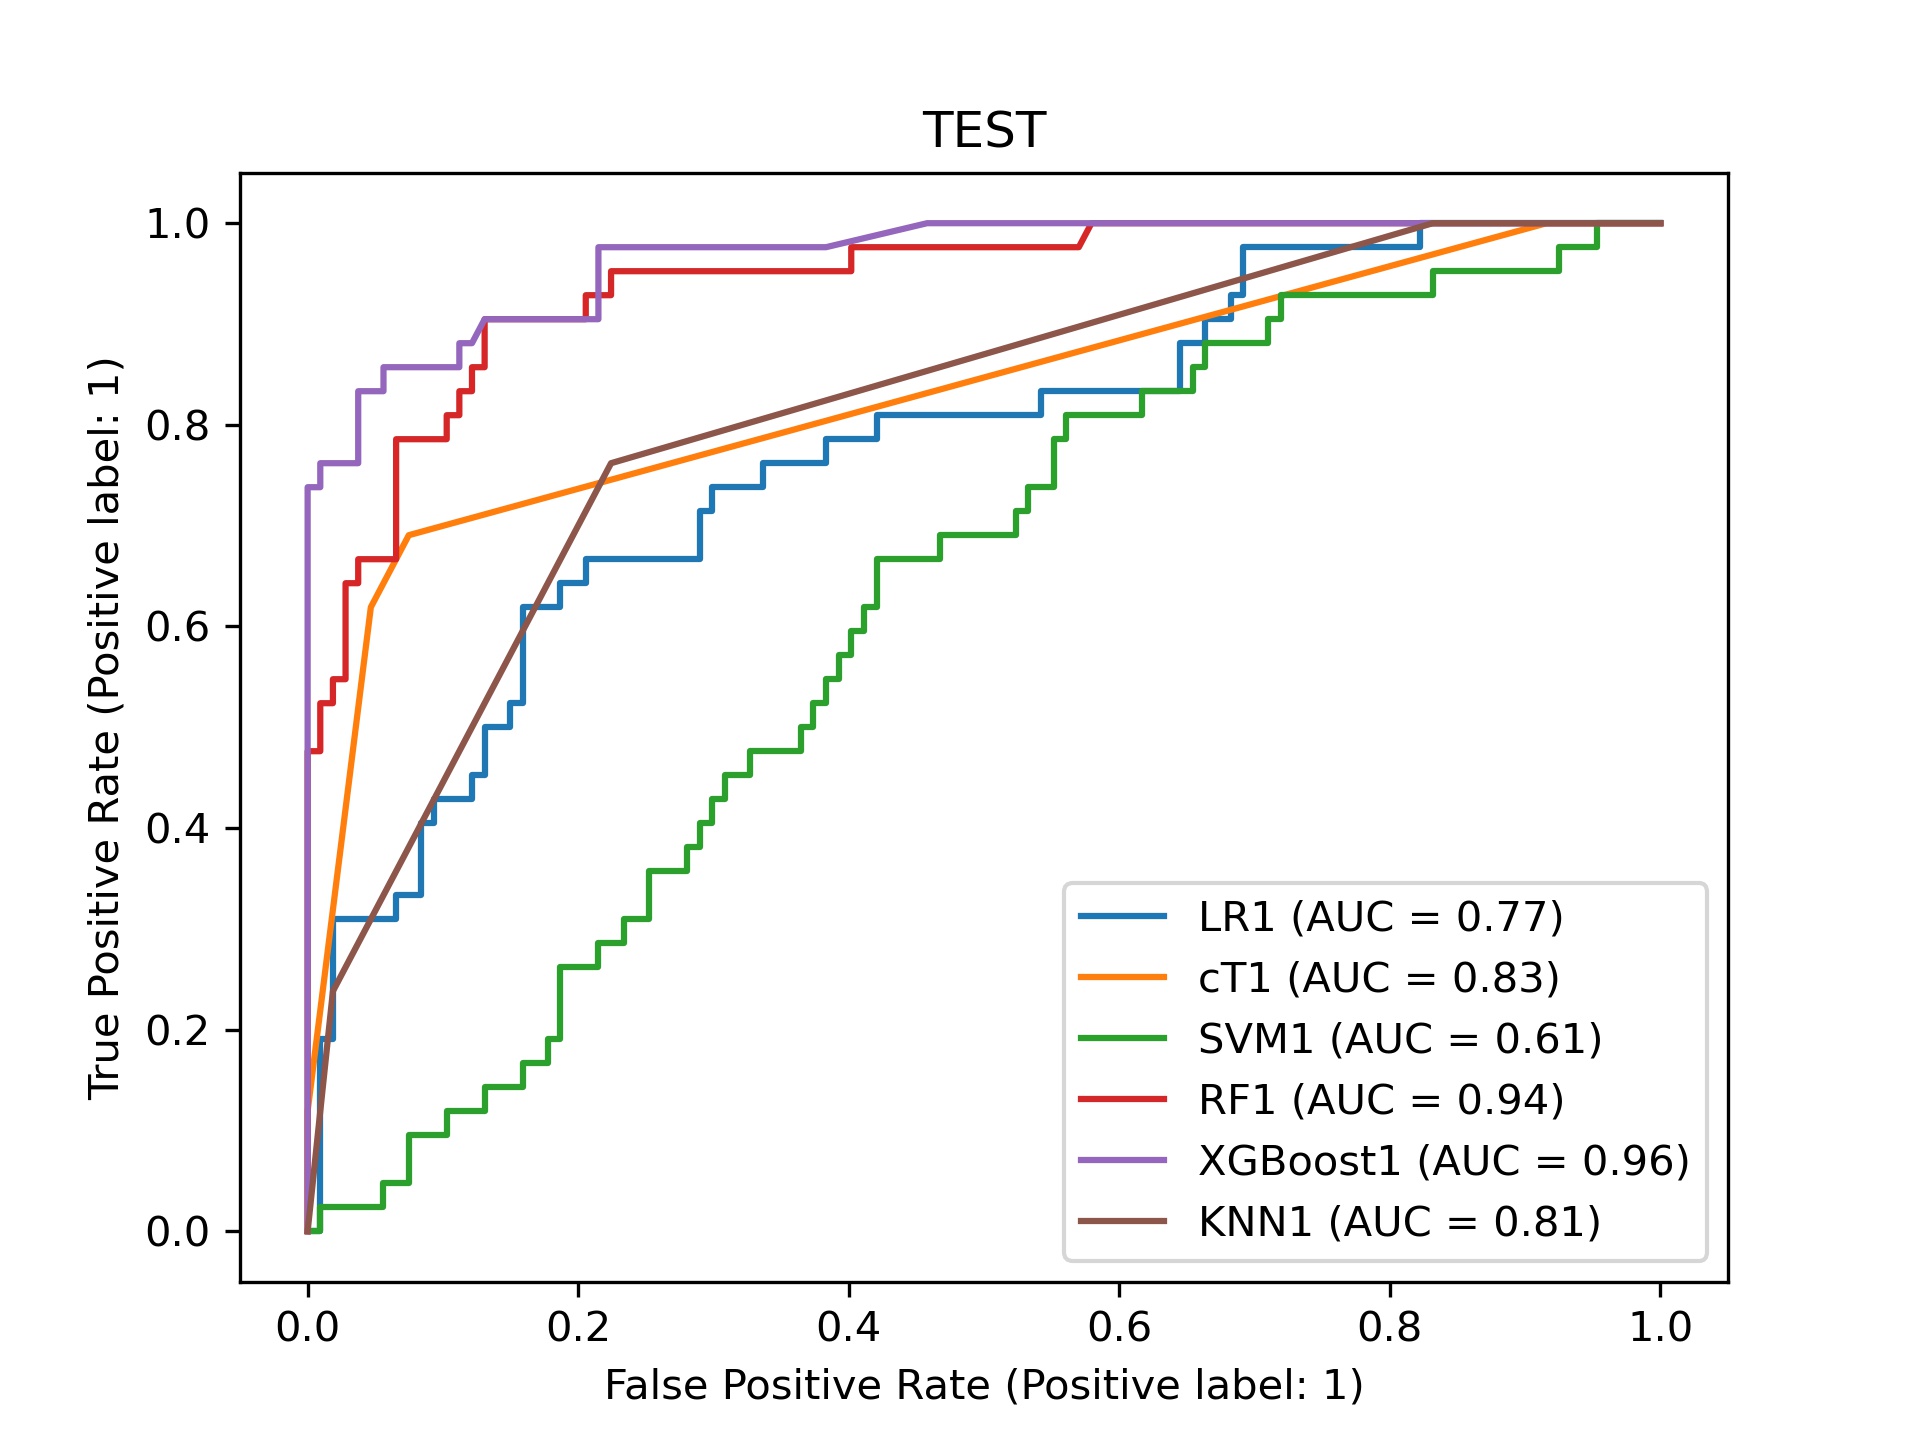 TEST
True Positive Rate (Positive label: 1)
1.0
0.8
0.6
0.4
0.2
0.0
LR1 (AUC = 0.77)
cT1 (AUC = 0.83)
SVM1 (AUC = 0.61)
RF1 (AUC = 0.94)
XGBoost1 (AUC = 0.96)
KNN1 (AUC = 0.81)
0.0 0.2 0.4 0.6 0.8 1.0
False Positive Rate (Positive label: 1)